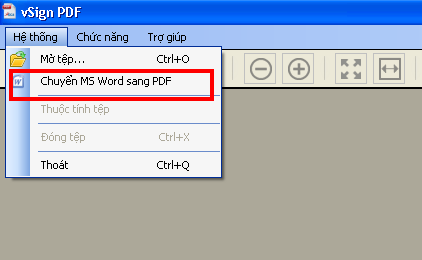 vSign PDF
Hệ thống Chức năng Trợ giúp
Mở tệp... Ctrl+O
Chuyển MS Word sang PDF
Thuộc tính tệp
Đóng tệp Ctrl+X
Thoát Ctrl+Q